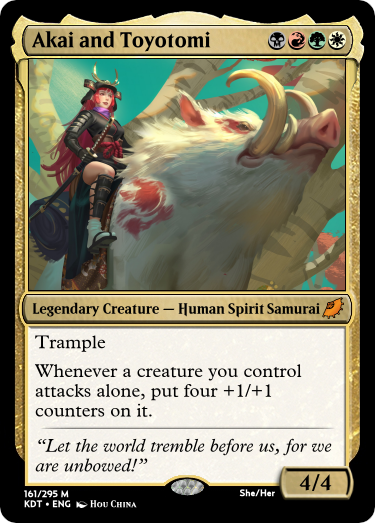 Akai and Toyotomi
Legendary Creature — Human Spirit Samurai
Trample
Whenever a creature you control
attacks alone, put four +1/+1
counters on it.
“Let the world tremble before us, for we
are unbowed!”
4/4
161/295 M
She/Her
KDT • ENG Hou China